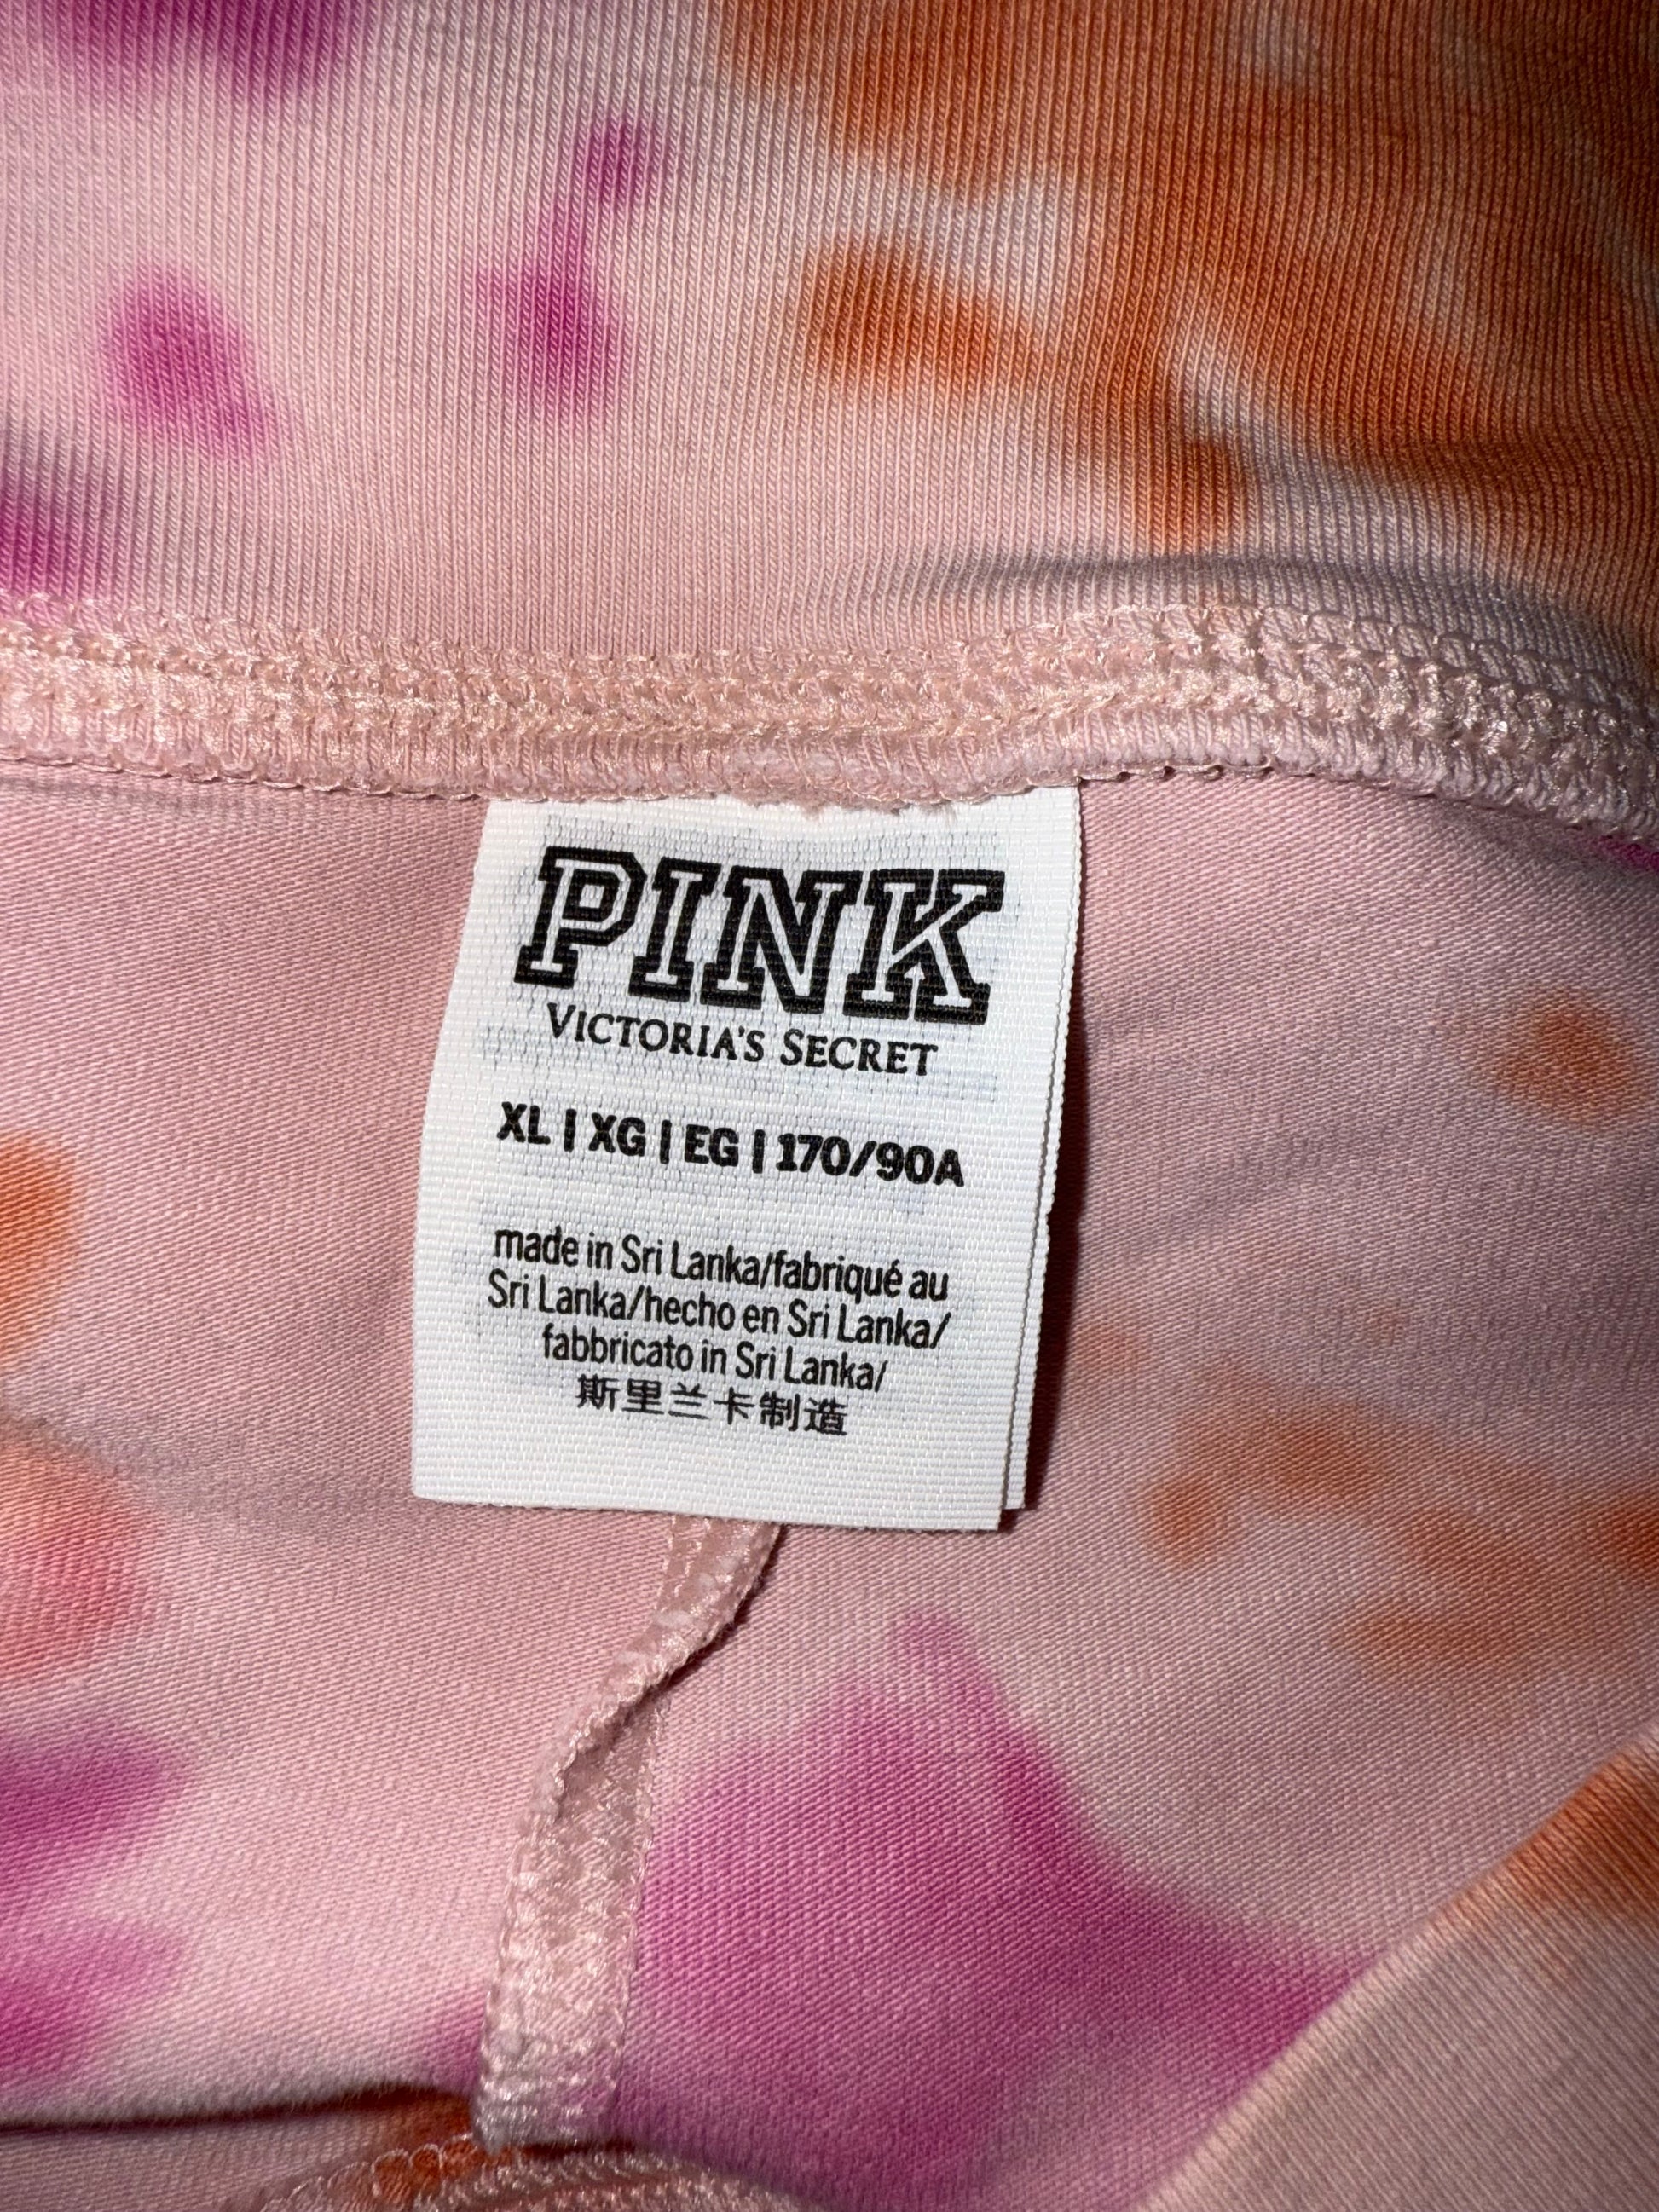 PINK
VICTORIA'S SECRET
XL | XG | EG | 170/90A
made in Sri Lanka/fabriqué au
Sri Lanka/hecho en Sri Lanka/
fabbricato in Sri Lanka/
斯里兰卡制造